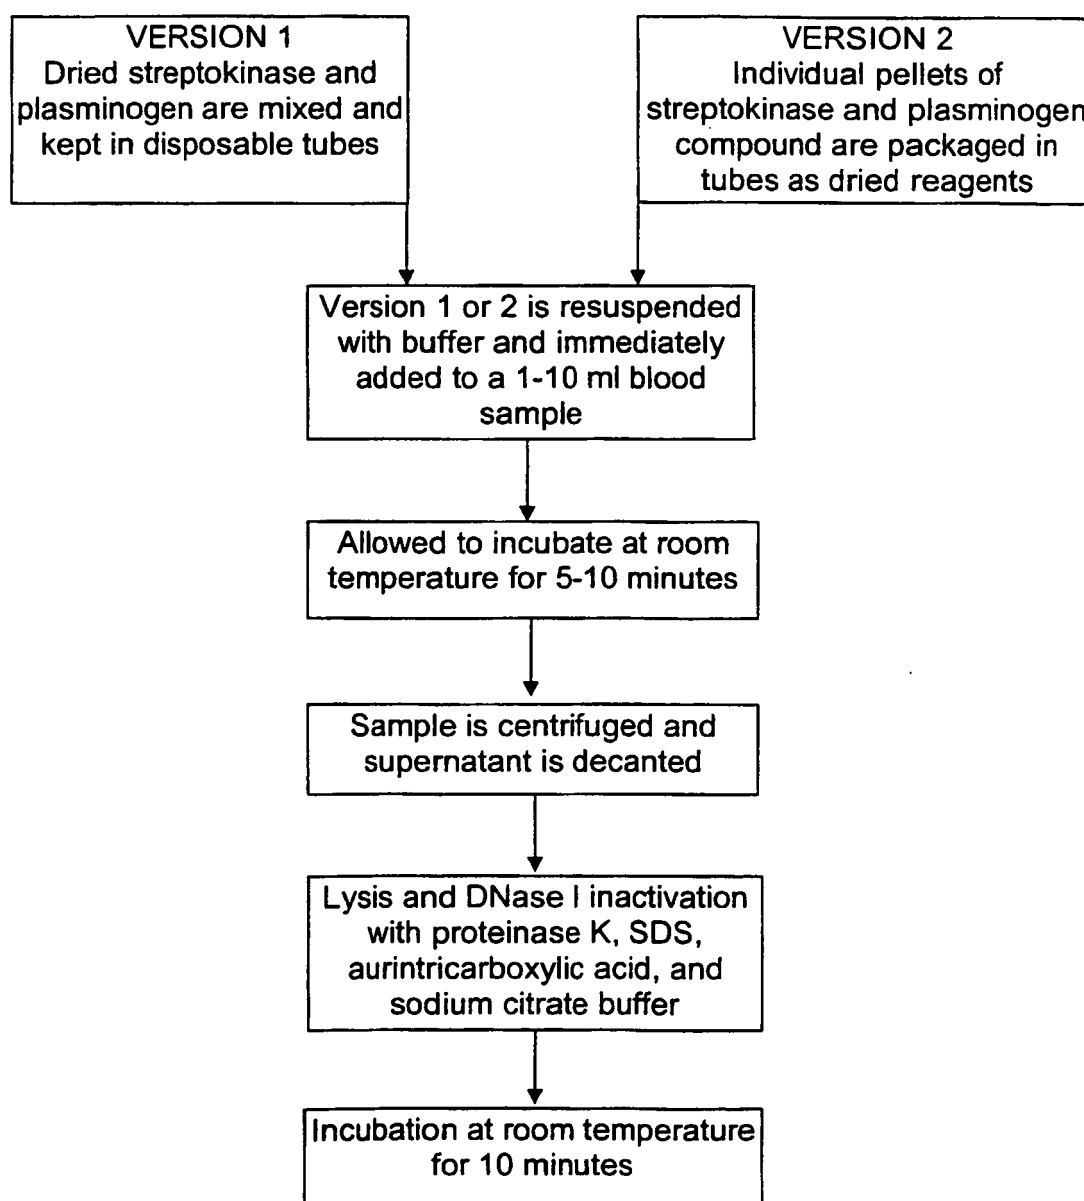 VERSION 1
Dried streptokinase and
plasminogen are mixed and
kept in disposable tubes
VERSION 2
Individual pellets of
streptokinase and plasminogen
compound are packaged in
tubes as dried reagents
Version 1 or 2 is resuspended
with buffer and immediately
added to a 1-10 ml blood
sample
Allowed to incubate at room
temperature for 5-10 minutes
Sample is centrifuged and
supernatant is decanted
Lysis and DNase I inactivation
with proteinase K, SDS,
aurintricarboxylic acid, and
sodium citrate buffer
Incubation at room temperature
for 10 minutes